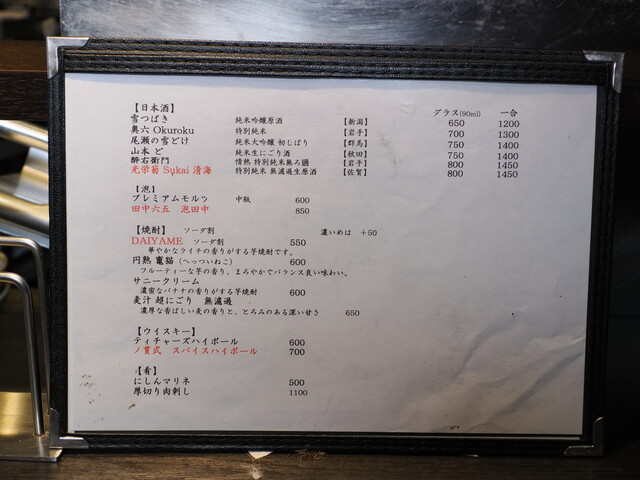 【日本酒】 グラス(90ml) 一合
雪つばき 純米吟醸原酒 【新潟】 650 1200
奥六 Okuroku 特別純米 【岩手】 700 1300
尾瀬の雪どけ 純米大吟醸 初しぼり 【群馬】 750 1400
山本 ど 純米生にごり酒 【秋田】 750 1400
酔右衛門 情熱 特別純米無ろ過 【岩手】 800 1450
光栄菊 Sukai 清海 特別純米 無濾過生原酒 【佐賀】 800 1450
【泡】
プレミアムモルツ 中瓶 600
田中六五 泡田中 850
【焼酎】 ソーダ割 濃いめは +50
DAIYAME ソーダ割 550
華やかなライチの香りがする芋焼酎です。
円熟 竈猫 (へっついねこ) 600
フルーティーな芋の香り、まろやかでバランス良い味わい。
サニークリーム
濃密なバナナの香りがする芋焼酎 600
麦汁 超にごり 無濾過
濃厚な香ばしい麦の香りと、とろみのある深い甘さ 650
【ウイスキー】
ティチャーズハイボール 600
ノ貫式 スパイスハイボール 700
【肴】
にしんマリネ 500
厚切り肉刺し 1100